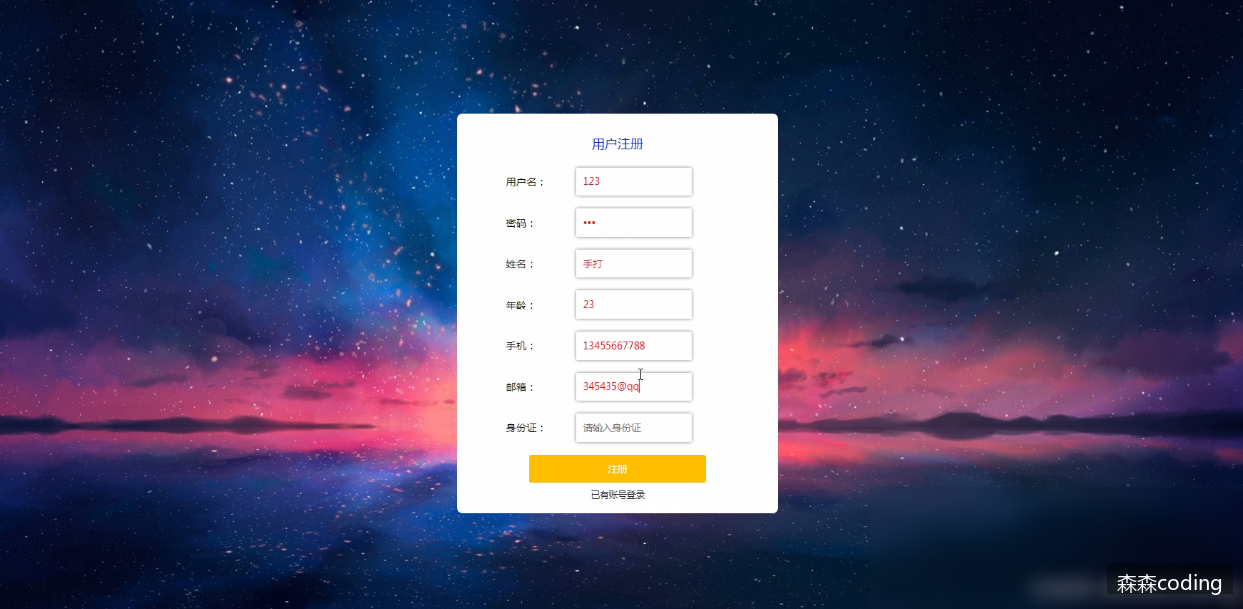 用户注册
用户名： 123
密码： •••
姓名： 手打
年龄： 23
手机： 13455667788
邮箱： 345435@qq
身份证： 请输入身份证
注册
已有账号登录
森森coding